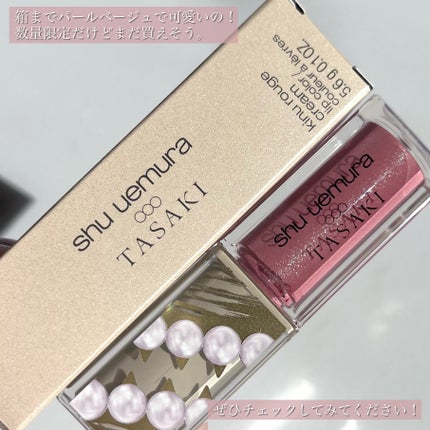 箱までパールベージュで可愛いの！
数量限定だけどまだ買えそう。
kinu rouge
cream/
lip color/
couleur à lèvres
5.6 g 0.1 OZ.
shu uemura
TASAKI
shu uemura
TASAKI
ぜひチェックしてみてください！